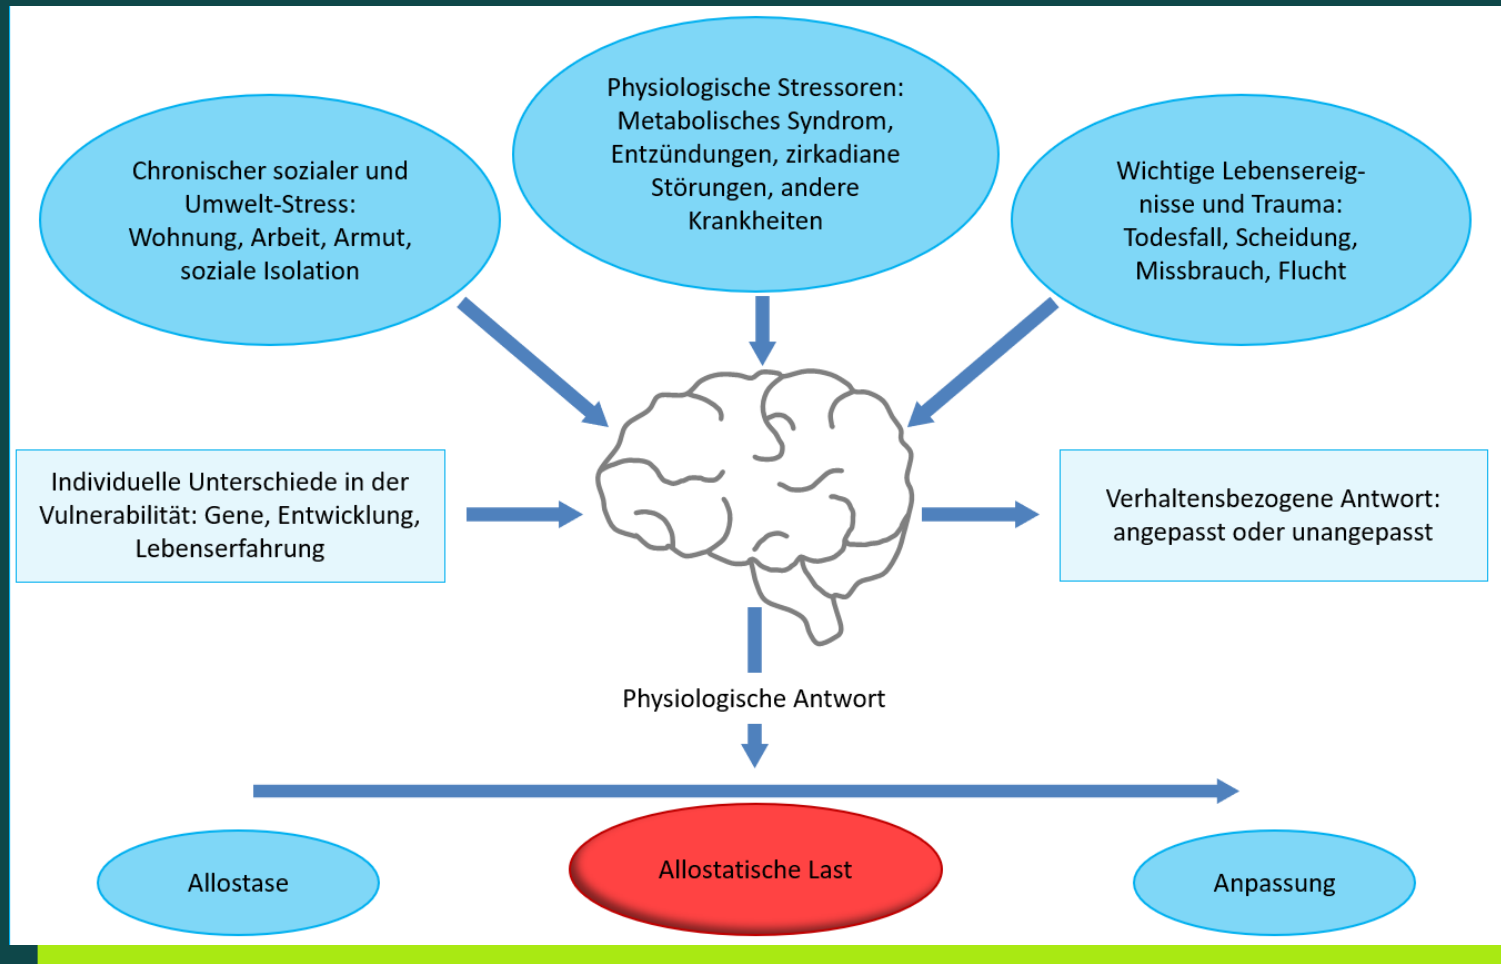 Physiologische Stressoren:
Metabolisches Syndrom,
Entzündungen, zirkadiane
Störungen, andere
Krankheiten
Chronischer sozialer und
Umwelt-Stress:
Wohnung, Arbeit, Armut,
soziale Isolation
Wichtige Lebensereig-
nisse und Trauma:
Todesfall, Scheidung,
Missbrauch, Flucht
Individuelle Unterschiede in der
Vulnerabilität: Gene, Entwicklung,
Lebenserfahrung
Verhaltensbezogene Antwort:
angepasst oder unangepasst
Physiologische Antwort
Allostase
Allostatische Last
Anpassung